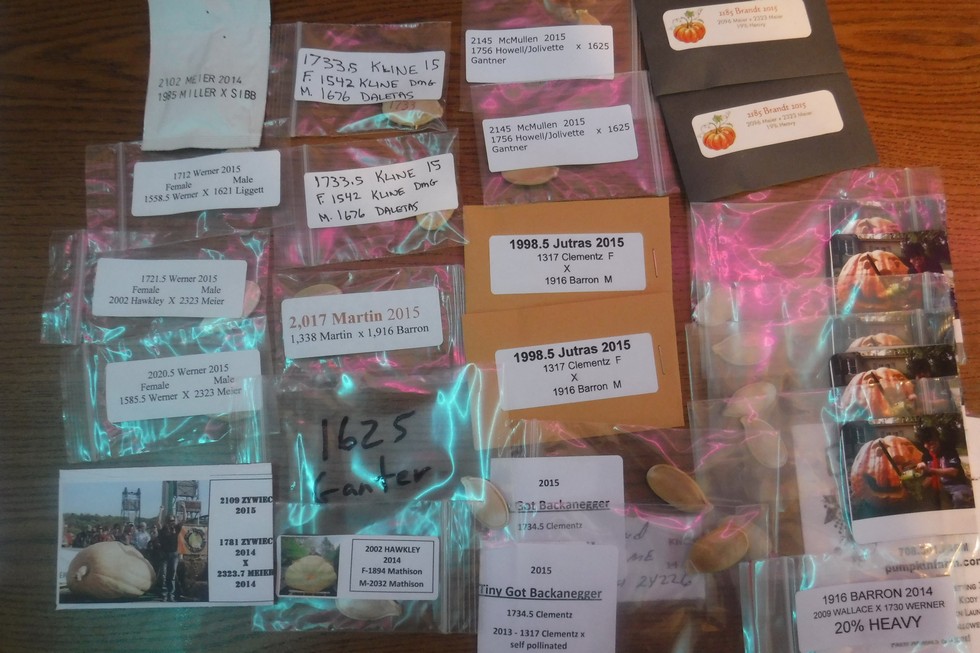 2102 MEIER 2014
1985 MILLER X SIBB
1733.5 KLINE 15
F. 1542 KLINE DMG
M. 1676 DALETAS
2145 McMullen 2015
1756 Howell/Jolivette x 1625
Gantner
2185 Brandt 2015
2145 McMullen 2015
1756 Howell/Jolivette x 1625
Gantner
2185 Brandt 2015
1712 Werner 2015
Female Male
1558.5 Werner X 1621 Liggett
1733.5 KLINE 15
F. 1542 KLINE DMG
M. 1676 DALETAS
1998.5 Jutras 2015
1317 Clementz F
X
1916 Barron M
1721.5 Werner 2015
Female Male
2002 Hawkley X 2323 Meier
2,017 Martin 2015
1,338 Martin x 1,916 Barron
1998.5 Jutras 2015
1317 Clementz F
X
1916 Barron M
2020.5 Werner 2015
Female Male
1585.5 Werner X 2323 Meier
1625
Ganter
2109 ZYWIEC
2015
1781 ZYWIEC
2014
X
2323.7 MEIER
2014
2002 HAWKLEY
2014
F-1894 Mathison
M-2032 Mathison
2015
Got Backanegger
1734.5 Clementz
2015
Tiny Got Backanegger
1734.5 Clementz
2013 - 1317 Clementz x
self pollinated
24226
1916 BARRON 2014
2009 WALLACE X 1730 WERNER
20% HEAVY